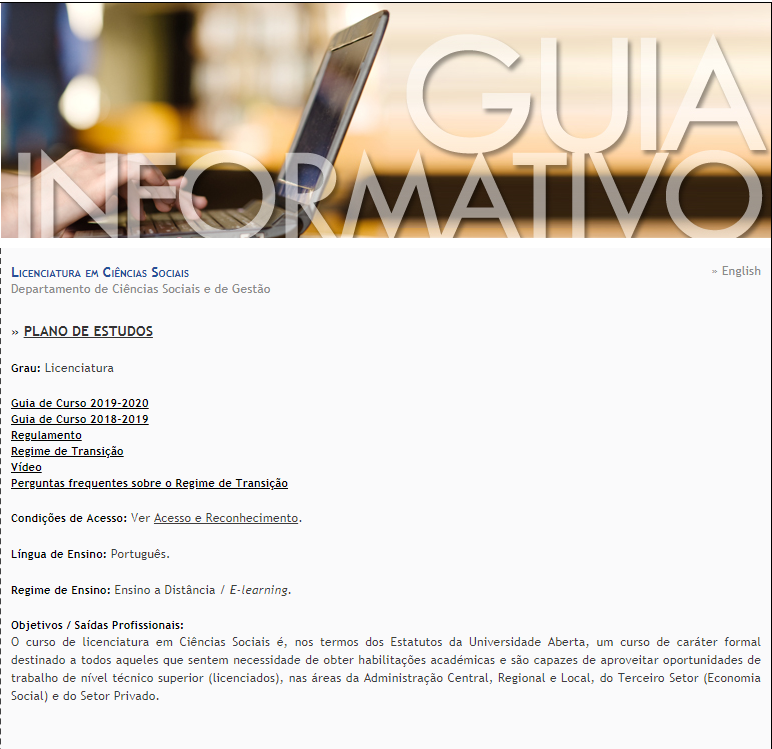 GUIA
INFORMATIVO
Licenciatura em Ciências Sociais
» English
Departamento de Ciências Sociais e de Gestão
» PLANO DE ESTUDOS
Grau: Licenciatura
Guia de Curso 2019-2020
Guia de Curso 2018-2019
Regulamento
Regime de Transição
Vídeo
Perguntas frequentes sobre o Regime de Transição
Condições de Acesso: Ver Acesso e Reconhecimento.
Língua de Ensino: Português.
Regime de Ensino: Ensino a Distância / E-learning.
Objetivos / Saídas Profissionais:
O curso de licenciatura em Ciências Sociais é, nos termos dos Estatutos da Universidade Aberta, um curso de caráter formal
destinado a todos aqueles que sentem necessidade de obter habilitações académicas e são capazes de aproveitar oportunidades de
trabalho de nível técnico superior (licenciados), nas áreas da Administração Central, Regional e Local, do Terceiro Setor (Economia
Social) e do Setor Privado.